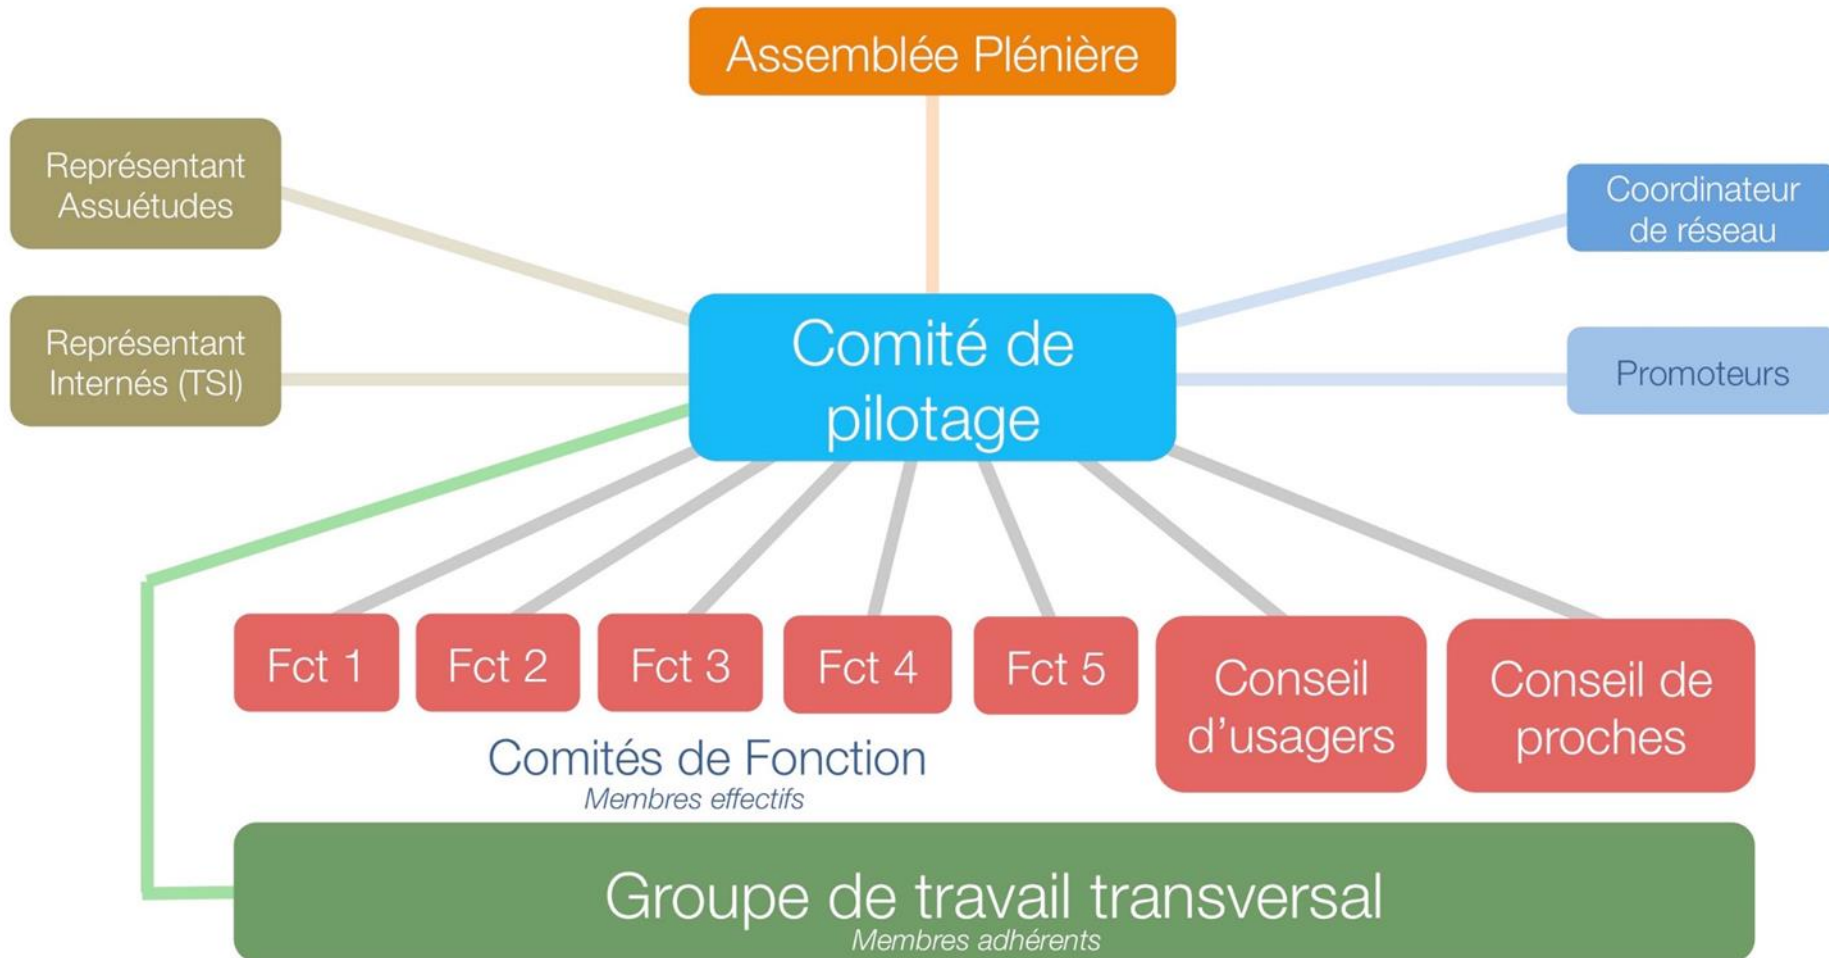 Assemblée Plénière
Représentant
Assuétudes
Coordinateur
de réseau
Représentant
Internés (TSI)
Comité de
pilotage
Promoteurs
Fct 1
Fct 2
Fct 3
Fct 4
Fct 5
Conseil
d'usagers
Conseil de
proches
Comités de Fonction
Membres effectifs
Groupe de travail transversal
Membres adhérents